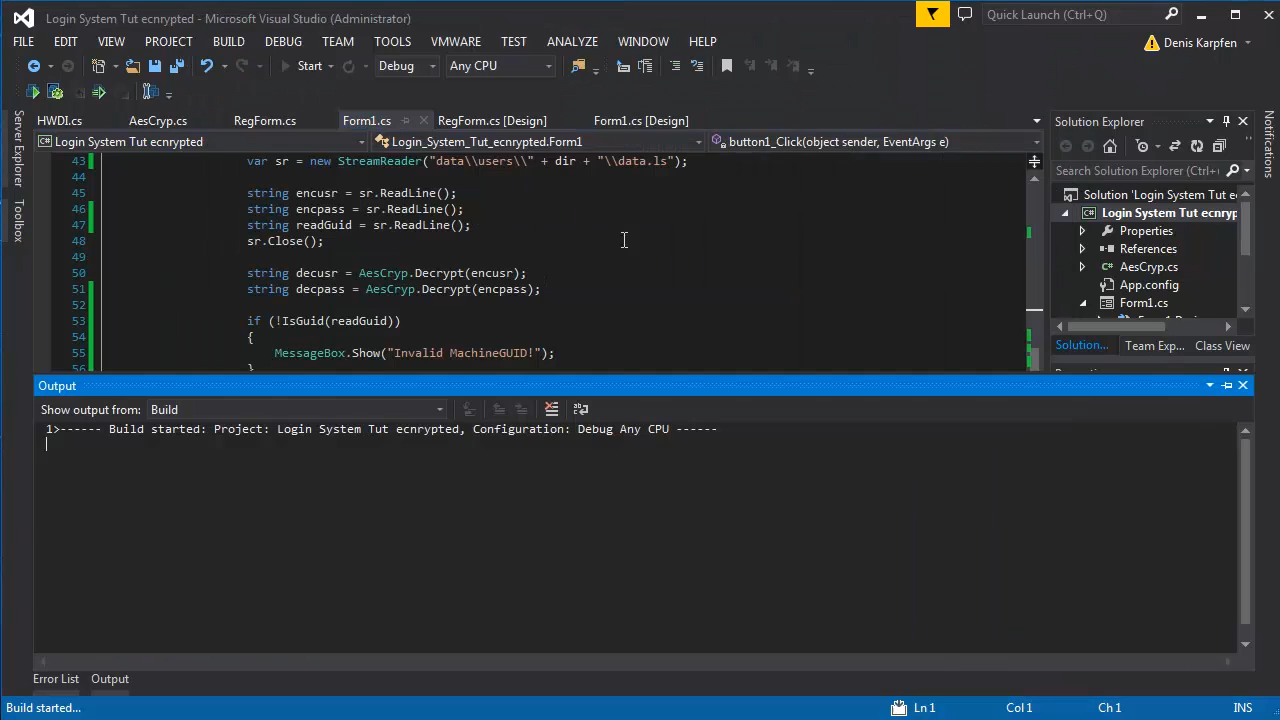 Login System Tut ecnrypted - Microsoft Visual Studio (Administrator)
Quick Launch (Ctrl+Q)
FILE EDIT VIEW PROJECT BUILD DEBUG TEAM TOOLS VMWARE TEST ANALYZE WINDOW HELP
Denis Karpfen
Start Debug Any CPU
Server Explorer
Toolbox
HWDI.cs AesCryp.cs RegForm.cs Form1.cs RegForm.cs [Design] Form1.cs [Design]
Login System Tut encrypted Login_System_Tut_ecnrypted.Form1 button1_Click(object sender, EventArgs e)
43 var sr = new StreamReader("data\\users\\" + dir + "\\data.ls");
44
45 string encusr = sr.ReadLine();
46 string encpass = sr.ReadLine();
47 string readGuid = sr.ReadLine();
48 sr.Close();
49
50 string decusr = AesCryp.Decrypt(encusr);
51 string decpass = AesCryp.Decrypt(encpass);
52
53 if (!IsGuid(readGuid))
54 {
55 MessageBox.Show("Invalid MachineGUID!");
56 }
Solution Explorer
Search Solution Explorer (Ctrl+
Solution 'Login System Tut ec
Login System Tut ecnryp
Properties
References
AesCryp.cs
App.config
Form1.cs
Solution... Team Exp... Class View
Notifications
Output
Show output from: Build
1>------ Build started: Project: Login System Tut ecnrypted, Configuration: Debug Any CPU ------
Error List Output
Build started... Ln 1 Col 1 Ch 1 INS